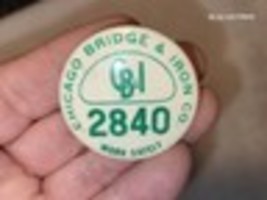 CHICAGO BRIDGE & IRON CO
CBI
2840
WORK SAFELY